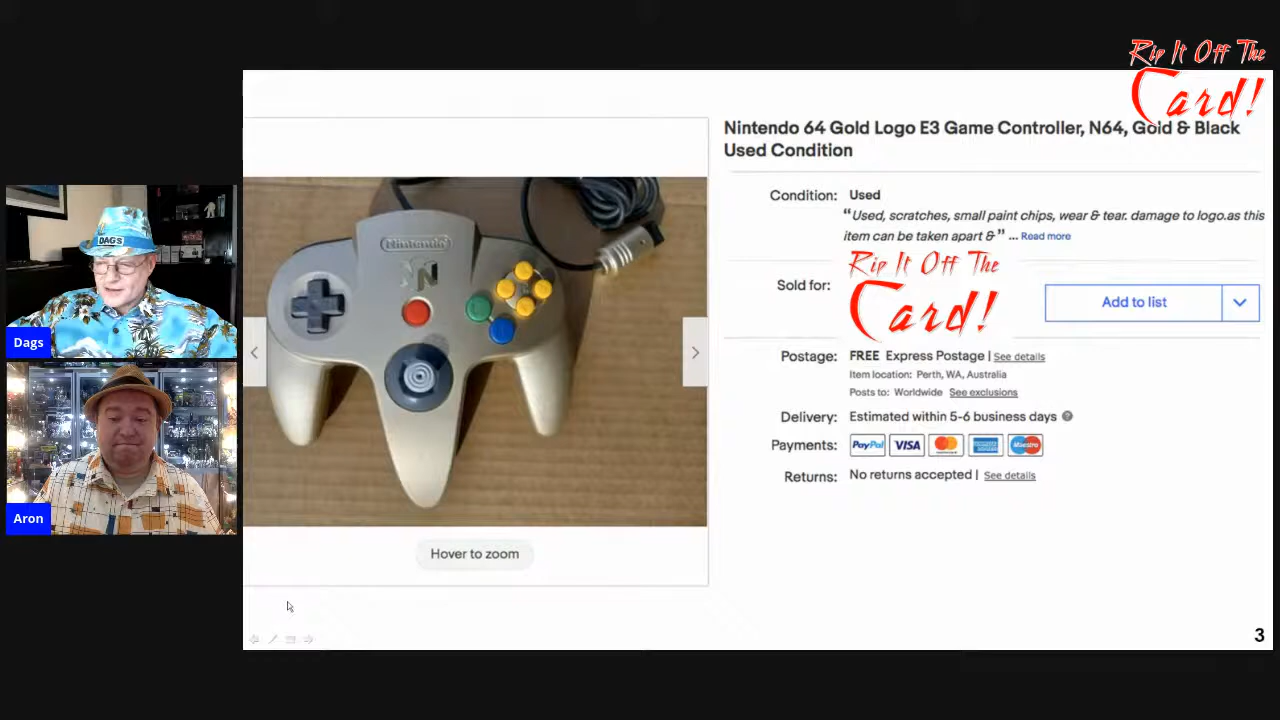 Rip It Off The
Card!
Nintendo 64 Gold Logo E3 Game Controller, N64, Gold & Black
Used Condition
Condition: Used
“Used, scratches, small paint chips, wear & tear. damage to logo.as this
item can be taken apart &” ... Read more
Sold for:
Rip It Off The
Card!
Add to list
Postage: FREE Express Postage | See details
Item location: Perth, WA, Australia
Posts to: Worldwide See exclusions
Delivery: Estimated within 5-6 business days
Payments: PayPal VISA
Maestro
Returns: No returns accepted | See details
Nintendo
N
Hover to zoom
DAGS
Dags
Aron
3